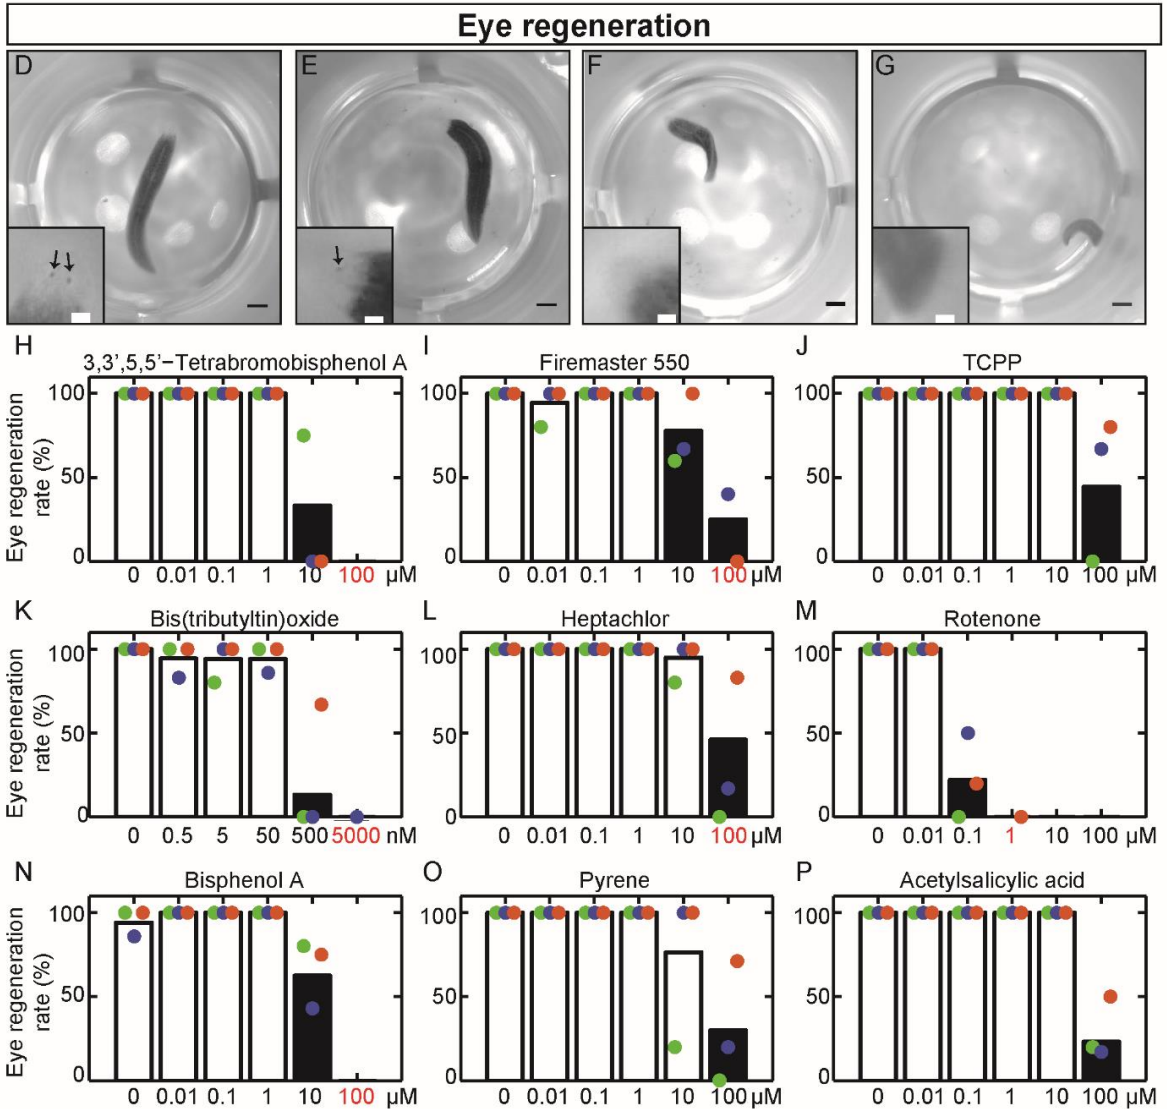 Eye regeneration
D E F G
H 3,3',5,5'−Tetrabromobisphenol A I Firemaster 550 J TCPP
Eye regeneration
rate (%)
100
50
0
0 0.01 0.1 1 10 100 µM
100
50
0
0 0.01 0.1 1 10 100 µM
100
50
0
0 0.01 0.1 1 10 100 µM
K Bis(tributyltin)oxide L Heptachlor M Rotenone
Eye regeneration
rate (%)
100
50
0
0 0.5 5 50 500 5000 nM
100
50
0
0 0.01 0.1 1 10 100 µM
100
50
0
0 0.01 0.1 1 10 100 µM
N Bisphenol A O Pyrene P Acetylsalicylic acid
Eye regeneration
rate (%)
100
50
0
0 0.01 0.1 1 10 100 µM
100
50
0
0 0.01 0.1 1 10 100 µM
100
50
0
0 0.01 0.1 1 10 100 µM